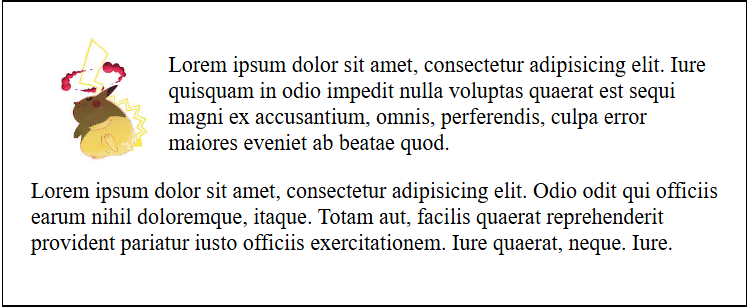 Lorem ipsum dolor sit amet, consectetur adipisicing elit. Iure
quisquam in odio impedit nulla voluptas quaerat est sequi
magni ex accusantium, omnis, perferendis, culpa error
maiores eveniet ab beatae quod.
Lorem ipsum dolor sit amet, consectetur adipisicing elit. Odio odit qui officiis
earum nihil doloremque, itaque. Totam aut, facilis quaerat reprehenderit
provident pariatur iusto officiis exercitationem. Iure quaerat, neque. Iure.